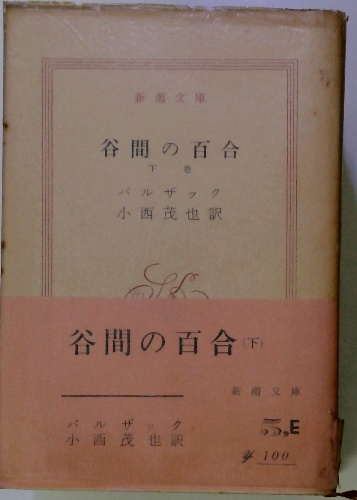 新潮文庫
谷間の百合
下巻
バルザック
小西茂也訳
谷間の百合(下)
新潮文庫
バルザック
小西茂也訳
¥100